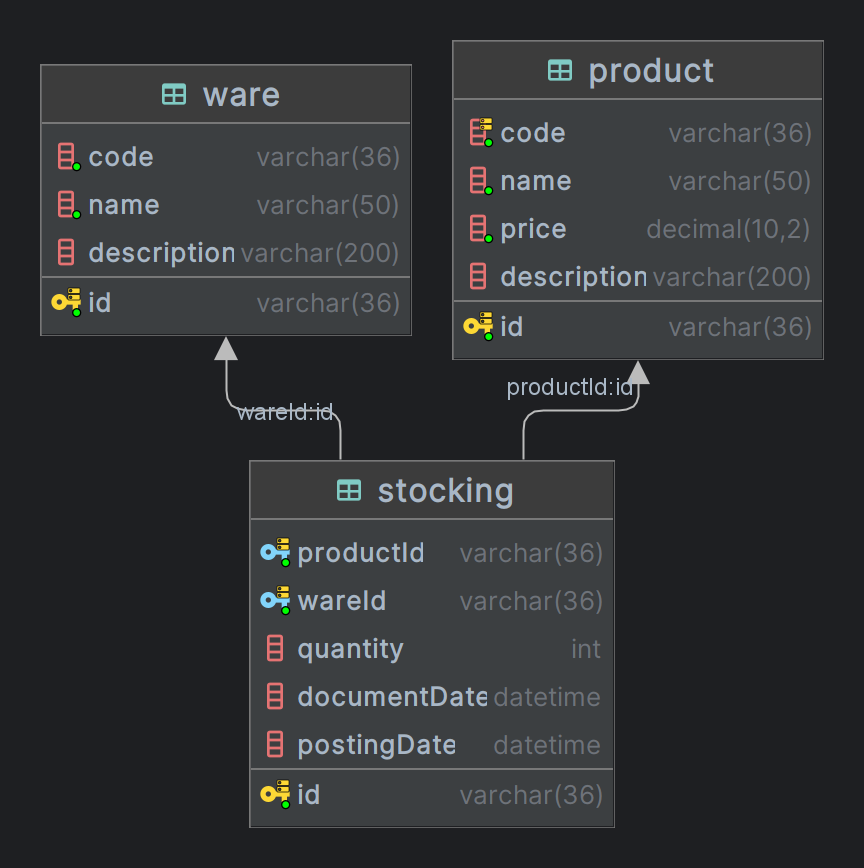 ware
code varchar(36)
name varchar(50)
description varchar(200)
id varchar(36)
product
code varchar(36)
name varchar(50)
price decimal(10,2)
description varchar(200)
id varchar(36)
wareId:id
productId:id
stocking
productId varchar(36)
wareId varchar(36)
quantity int
documentDate datetime
postingDate datetime
id varchar(36)